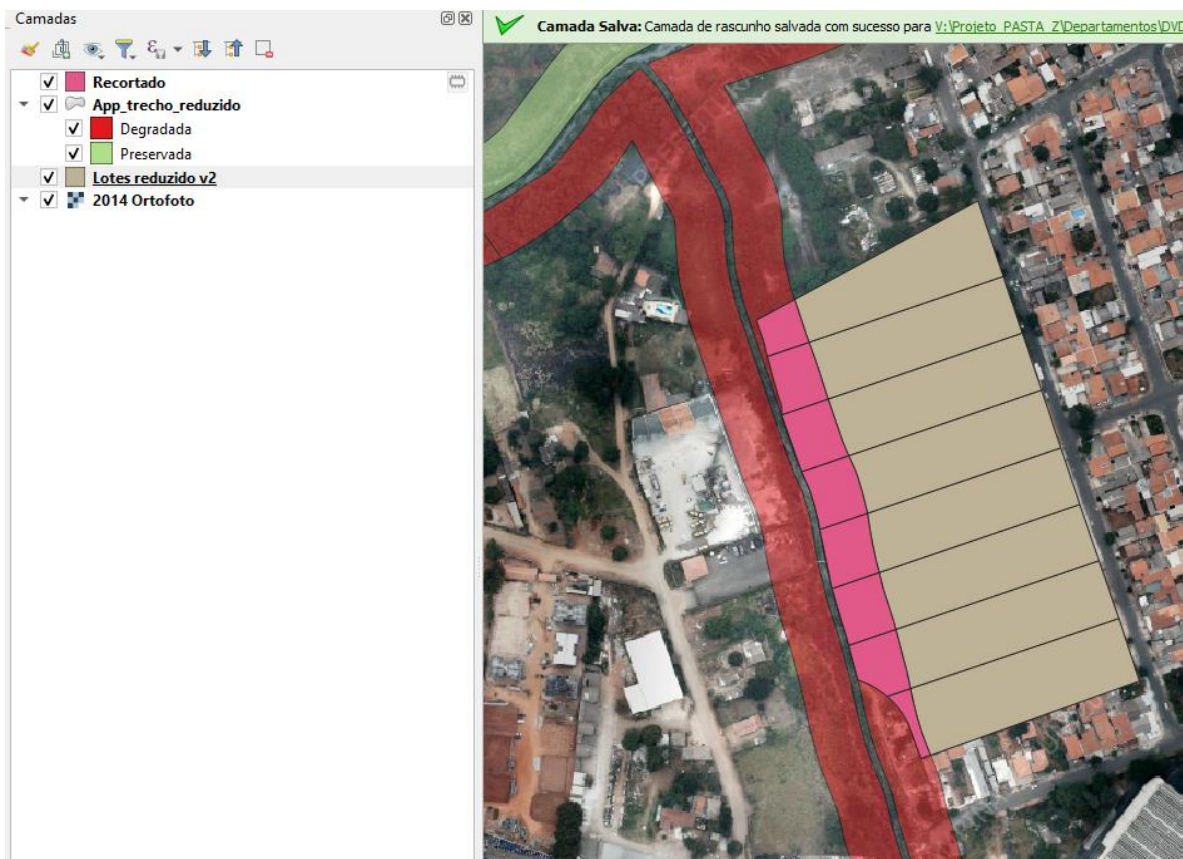 Camadas
Camada Salva: Camada de rascunho salvada com sucesso para V:\Projeto_PASTA_Z\Departamentos\DVD
Recortado
App_trecho_reduzido
Degradada
Preservada
Lotes reduzido v2
2014 Ortofoto